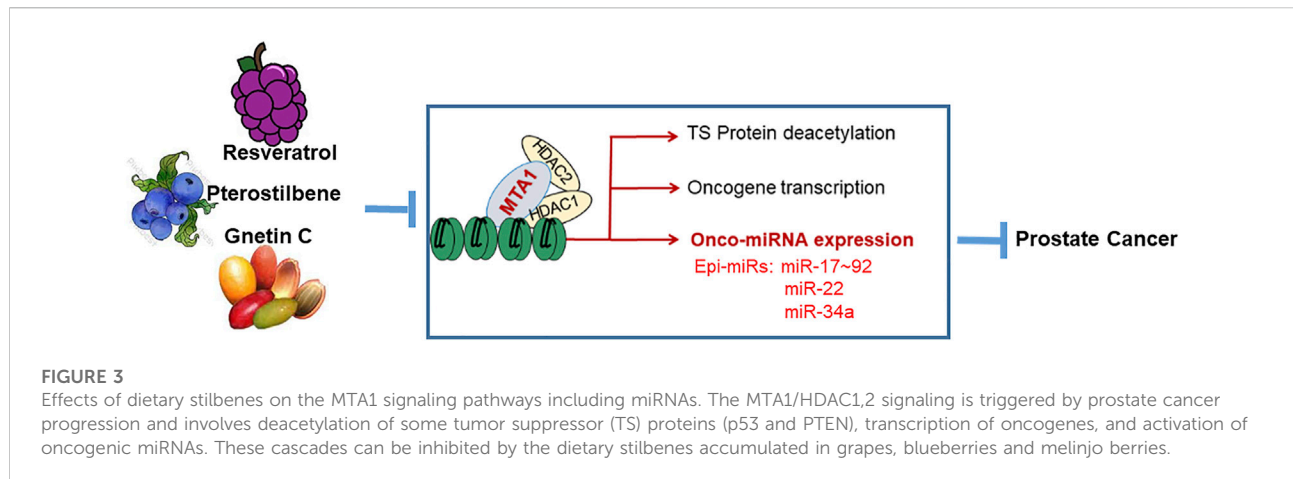 Resveratrol
Pterostilbene
Gnetin C
MTA1
HDAC2
HDAC1
TS Protein deacetylation
Oncogene transcription
Onco-miRNA expression
Epi-miRs: miR-17~92
miR-22
miR-34a
Prostate Cancer
FIGURE 3
Effects of dietary stilbenes on the MTA1 signaling pathways including miRNAs. The MTA1/HDAC1,2 signaling is triggered by prostate cancer
progression and involves deacetylation of some tumor suppressor (TS) proteins (p53 and PTEN), transcription of oncogenes, and activation of
oncogenic miRNAs. These cascades can be inhibited by the dietary stilbenes accumulated in grapes, blueberries and melinjo berries.